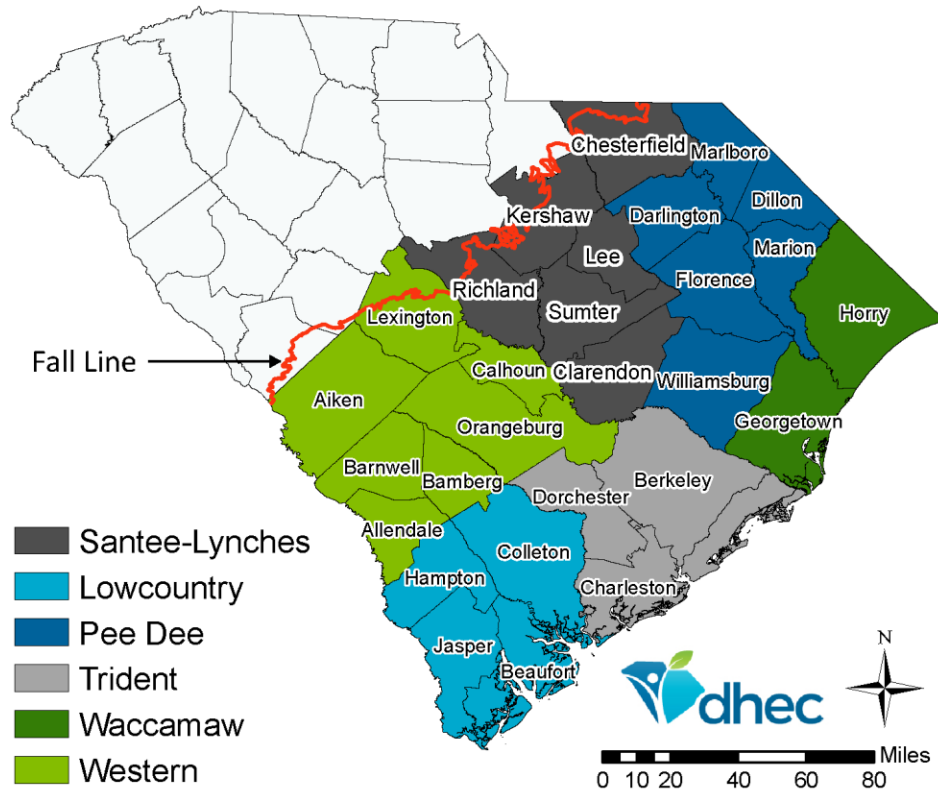 Chesterfield
Marlboro
Kershaw
Darlington
Dillon
Lee
Marion
Richland
Florence
Lexington
Sumter
Horry
Fall Line
Calhoun
Clarendon
Williamsburg
Aiken
Georgetown
Orangeburg
Barnwell
Bamberg
Berkeley
Dorchester
Allendale
Colleton
Hampton
Charleston
Jasper
Beaufort
Santee-Lynches
Lowcountry
Pee Dee
Trident
Waccamaw
Western
N
dhec
Miles
0 10 20 40 60 80